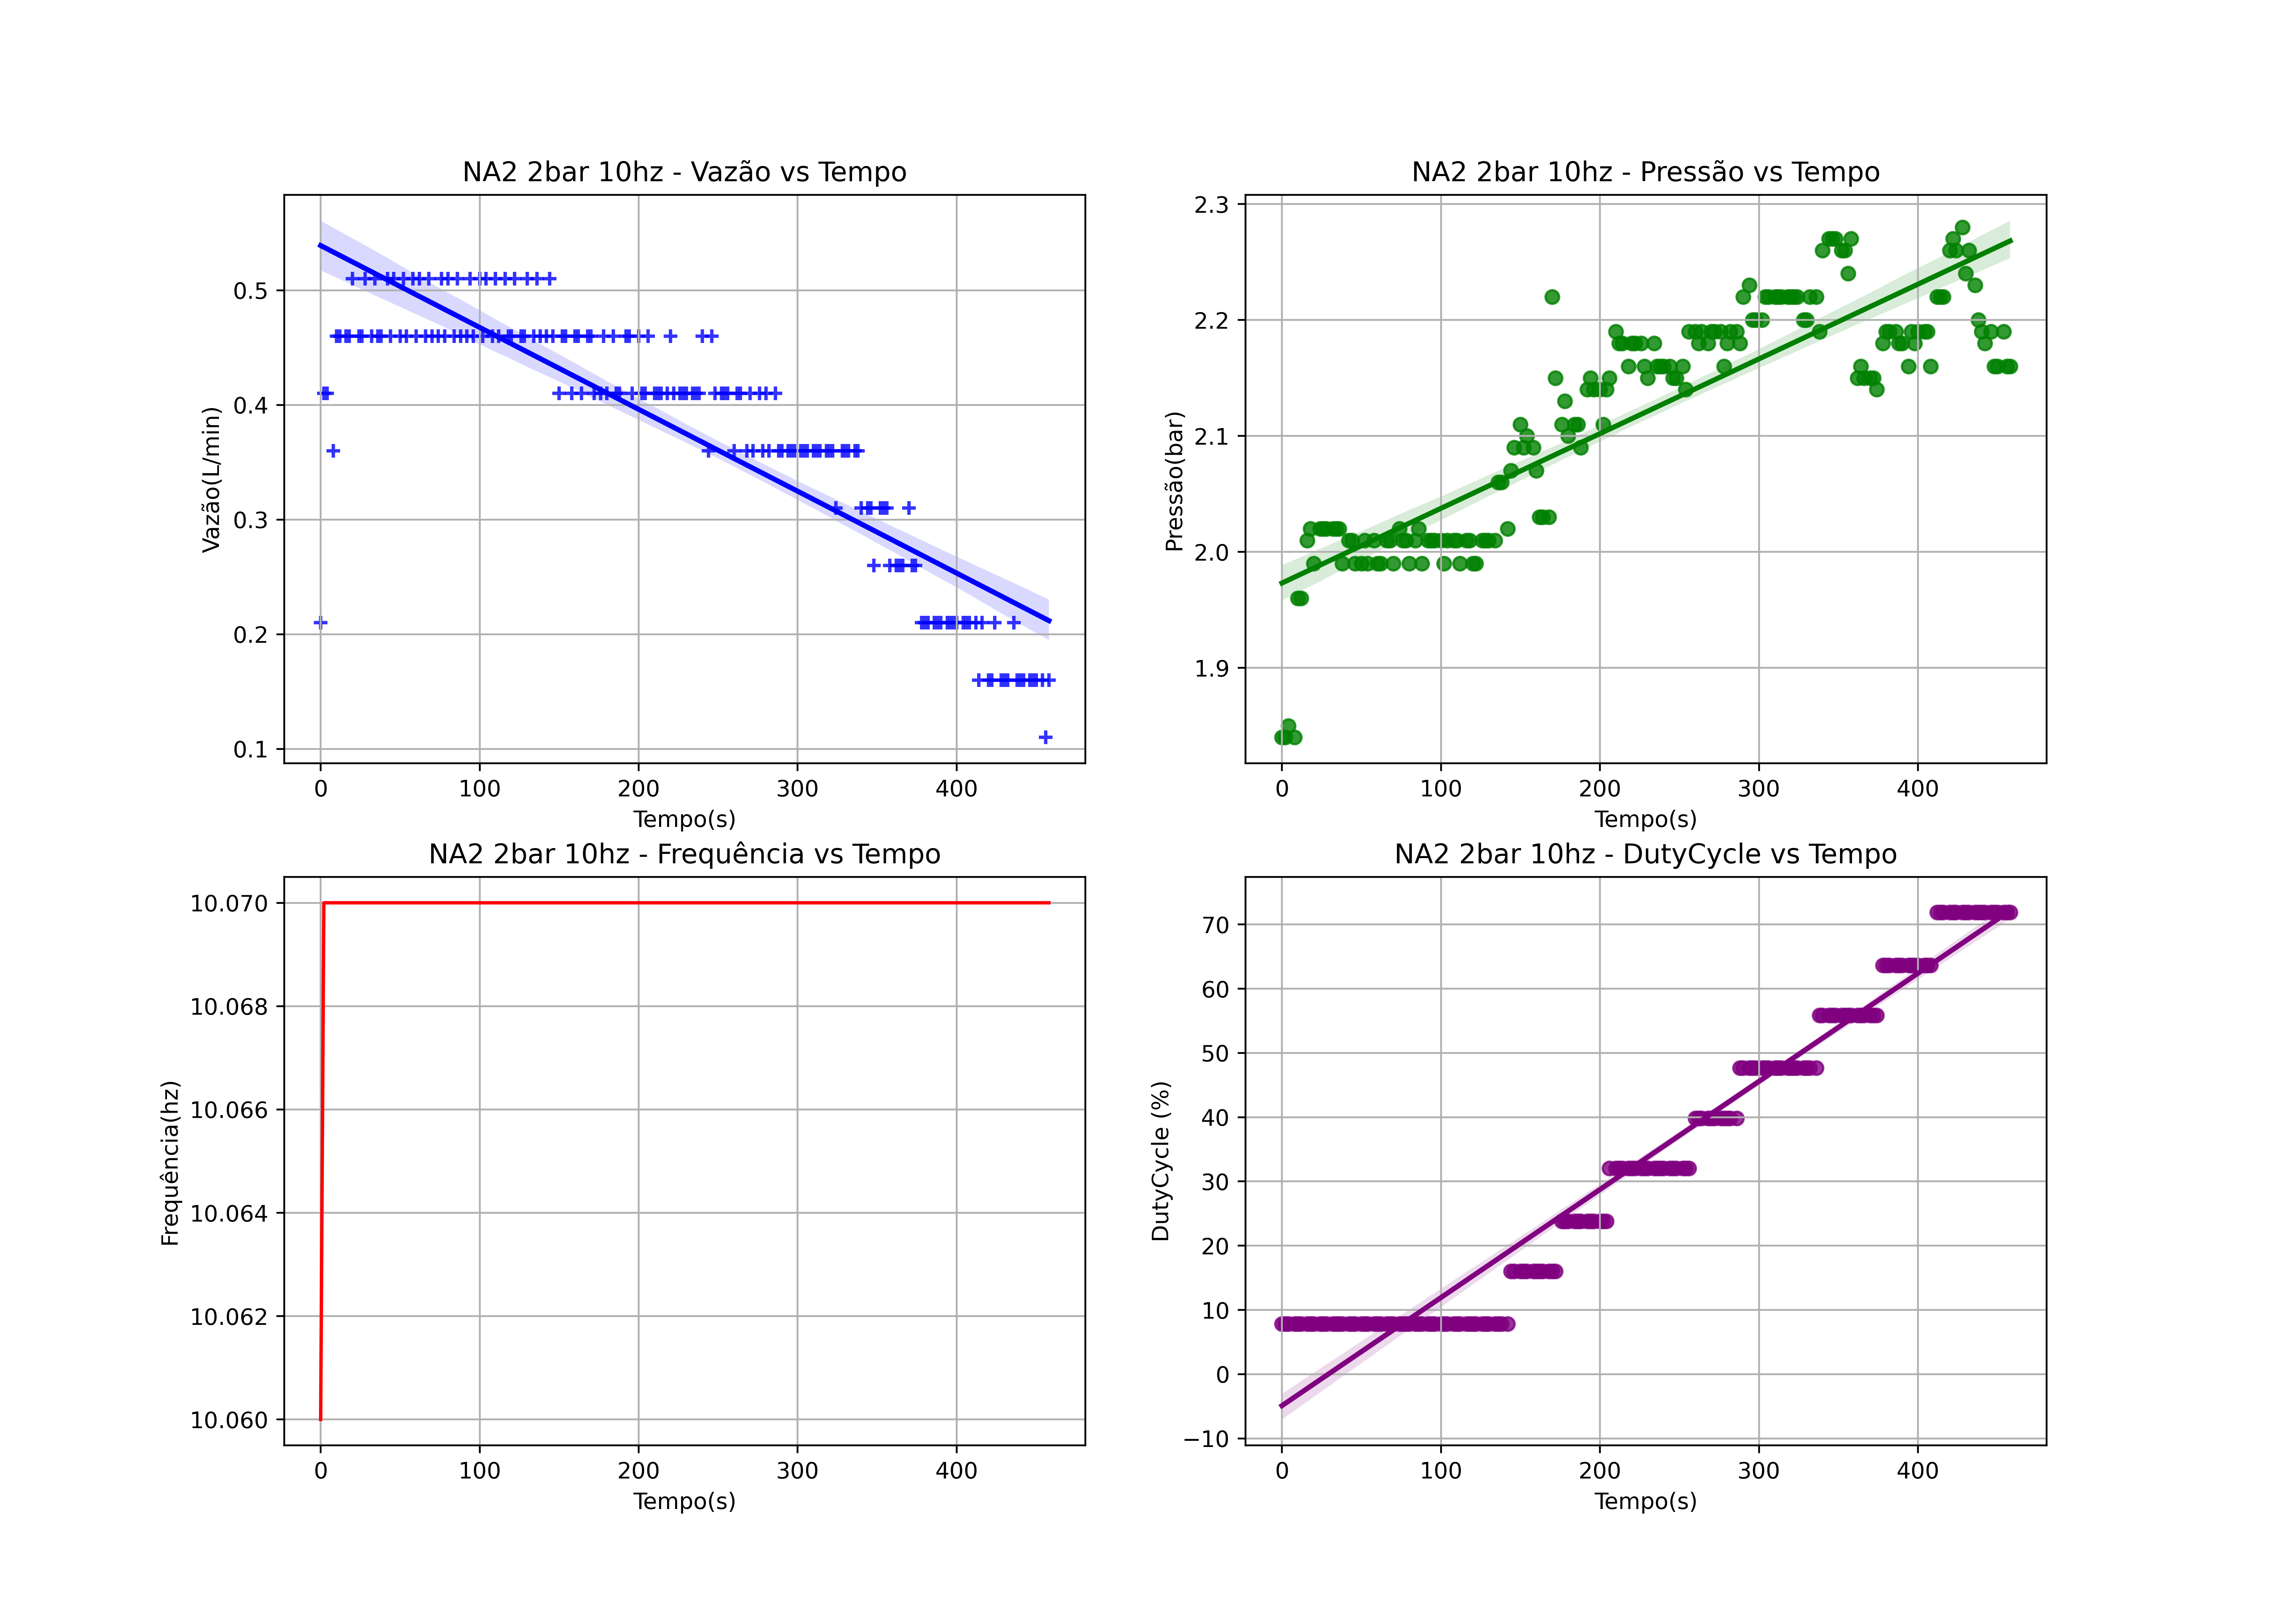 NA2 2bar 10hz - Vazão vs Tempo
Vazão(L/min)
0.5
0.4
0.3
0.2
0.1
0 100 200 300 400
Tempo(s)
NA2 2bar 10hz - Pressão vs Tempo
Pressão(bar)
2.3
2.2
2.1
2.0
1.9
0 100 200 300 400
Tempo(s)
NA2 2bar 10hz - Frequência vs Tempo
Frequência(hz)
10.070
10.068
10.066
10.064
10.062
10.060
0 100 200 300 400
Tempo(s)
NA2 2bar 10hz - DutyCycle vs Tempo
DutyCycle (%)
70
60
50
40
30
20
10
0
−10
0 100 200 300 400
Tempo(s)